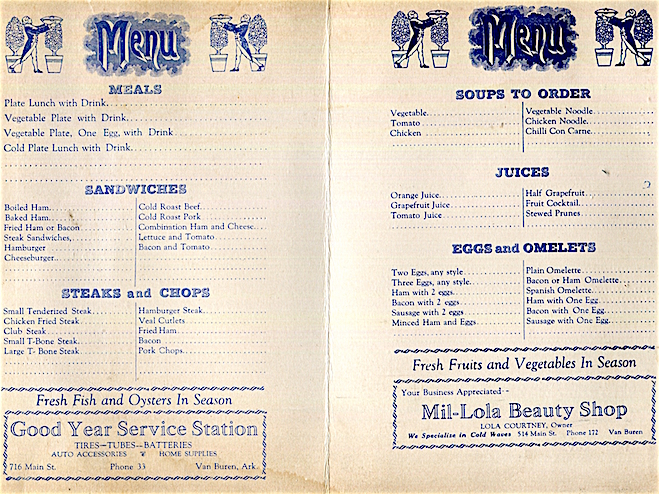 Menu
MEALS
Plate Lunch with Drink
Vegetable Plate with Drink
Vegetable Plate, One Egg, with Drink
Cold Plate Lunch with Drink
SANDWICHES
Boiled Ham
Baked Ham
Fried Ham or Bacon
Steak Sandwiches,
Hamburger
Cheeseburger
Cold Roast Beef
Cold Roast Pork
Combination Ham and Cheese
Lettuce and Tomato
Bacon and Tomato
STEAKS and CHOPS
Small Tenderized Steak
Chicken Fried Steak
Club Steak
Small T-Bone Steak
Large T- Bone Steak
Hamburger Steak
Veal Cutlets
Fried Ham
Bacon
Pork Chops
Fresh Fish and Oysters In Season
Good Year Service Station
TIRES--TUBES--BATTERIES
AUTO ACCESSORIES HOME SUPPLIES
716 Main St. Phone 33 Van Buren, Ark.
Menu
SOUPS TO ORDER
Vegetable
Tomato
Chicken
Vegetable Noodle
Chicken Noodle
Chilli Con Carne
JUICES
Orange Juice
Grapefruit Juice
Tomato Juice
Half Grapefruit
Fruit Cocktail
Stewed Prunes
EGGS and OMELETS
Two Eggs, any style
Three Eggs, any style
Ham with 2 eggs
Bacon with 2 eggs
Sausage with 2 eggs
Minced Ham and Eggs
Plain Omelette
Bacon or Ham Omelette
Spanish Omelette
Ham with One Egg
Bacon with One Egg
Sausage with One Egg
Fresh Fruits and Vegetables In Season
Your Business Appreciated--
Mil-Lola Beauty Shop
LOLA COURTNEY, Owner
We Specialize in Cold Waves 514 Main St. Phone 172 Van Buren